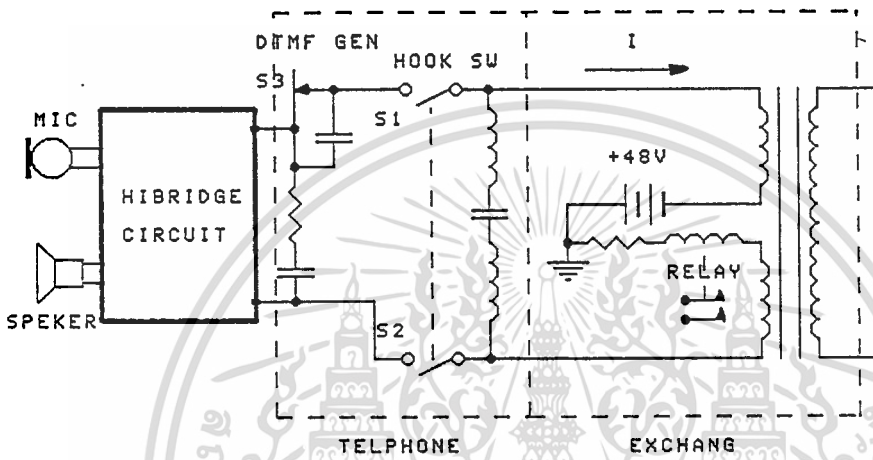 DTMF GEN
HOOK SW
I
S3
S1
MIC
+48V
HIBRIDGE
CIRCUIT
RELAY
SPEKER
S2
TELPHONE
EXCHANG